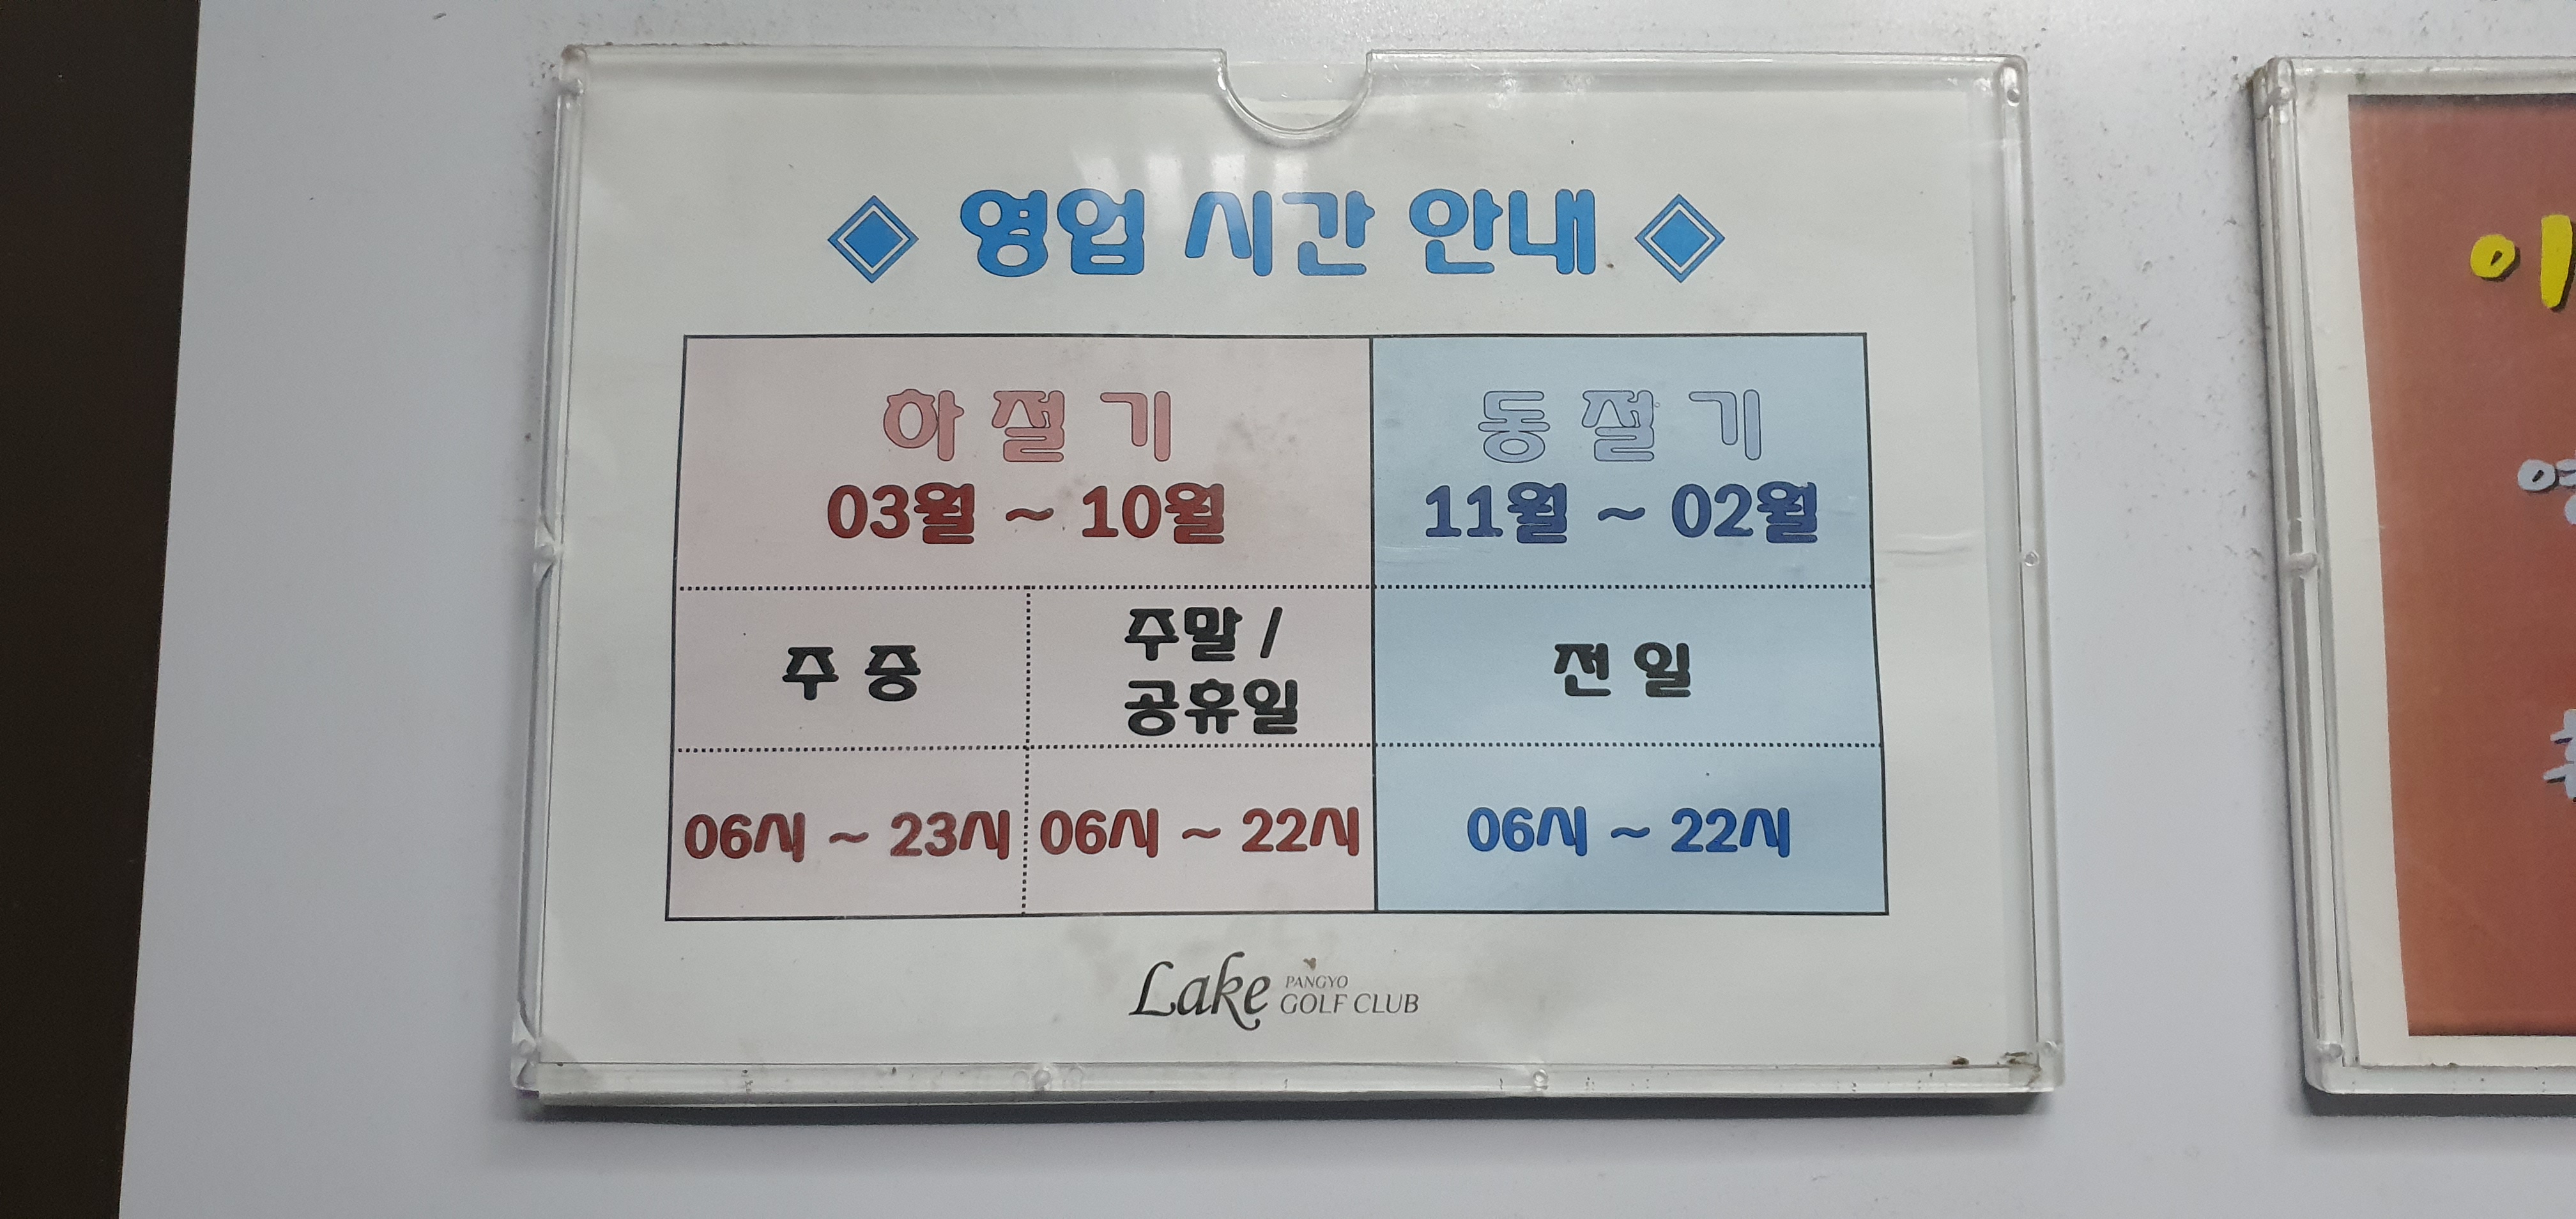 ◈ 영업 시간 안내 ◈
하 절 기
03월 ~ 10월
동 절 기
11월 ~ 02월
주 중
주말 /
공휴일
전 일
06시 ~ 23시
06시 ~ 22시
06시 ~ 22시
Lake PANGYO
GOLF CLUB
이